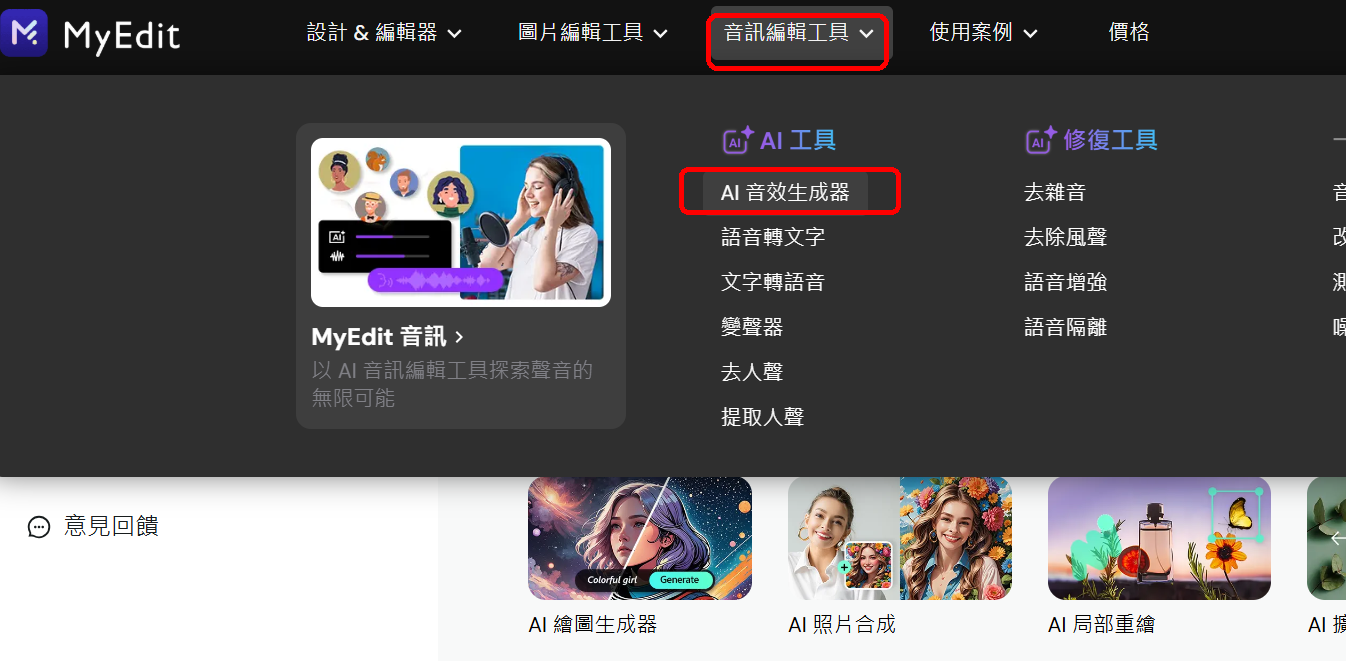 MyEdit
設計 & 編輯器
圖片編輯工具
音訊編輯工具
使用案例
價格
MyEdit 音訊
以 AI 音訊編輯工具探索聲音的
無限可能
AI
AI 工具
AI 音效生成器
語音轉文字
文字轉語音
變聲器
去人聲
提取人聲
AI
修復工具
去雜音
去除風聲
語音增強
語音隔離
意見回饋
Colorful girl
Generate
AI 繪圖生成器
AI 照片合成
AI 局部重繪
AI